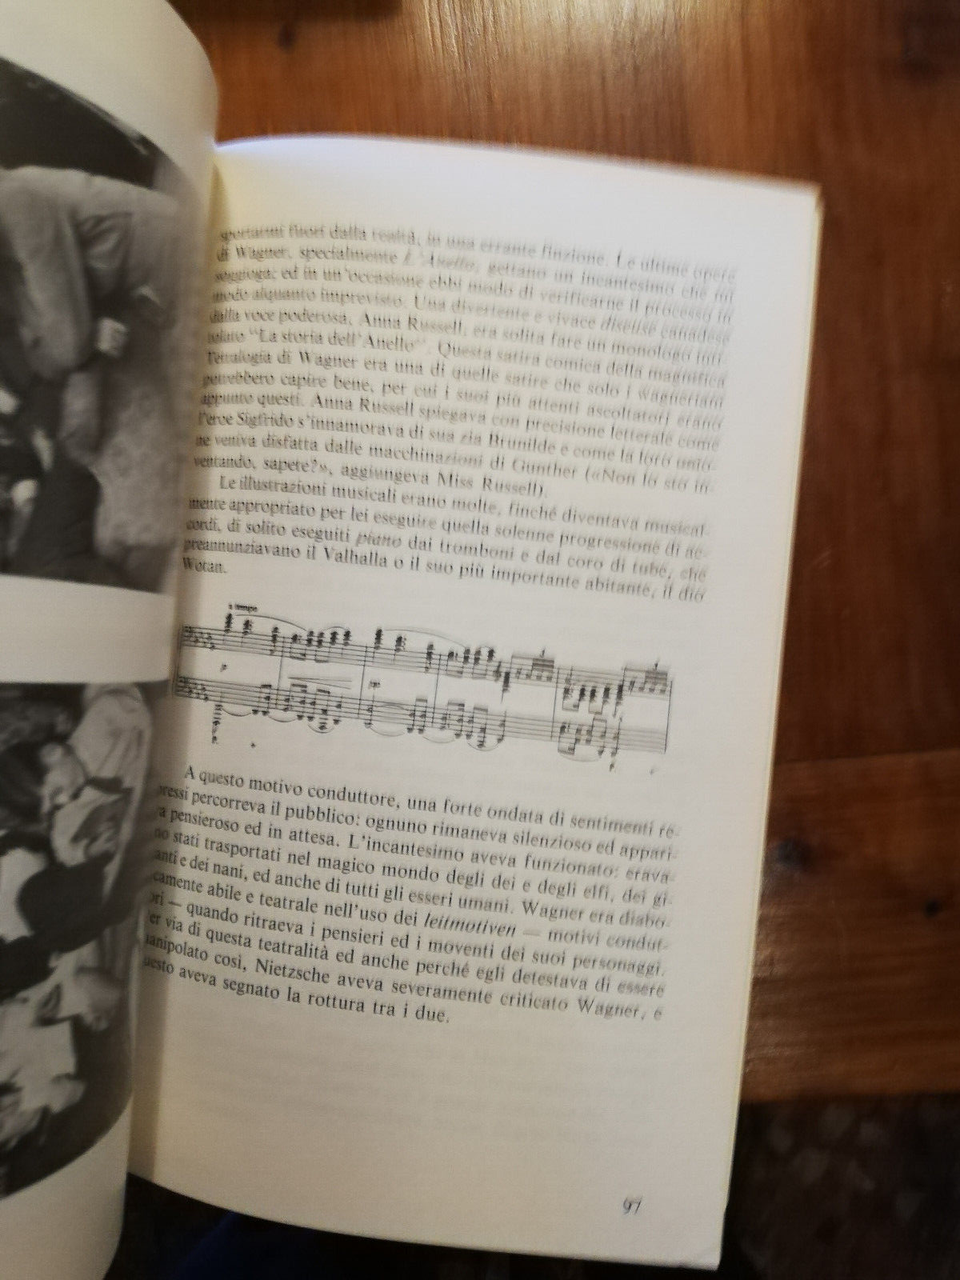 sportarmi fuori dalla realtà, in una errante finzione. Le ultime opere
di Wagner, specialmente L'Anello, gettano un incantesimo che mi
soggioga; ed in un'occasione ebbi modo di verificarne il processo in
modo alquanto imprevisto. Una divertente e vivace diseuse canadese
dalla voce poderosa, Anna Russell, era solita fare un monologo inti-
tolato "La storia dell'Anello". Questa satira comica della magnifica
Tetralogia di Wagner era una di quelle satire che solo i wagneriani
potrebbero capire bene, per cui i suoi più attenti ascoltatori erano
appunto questi. Anna Russell spiegava con precisione letterale come
l'eroe Sigfrido s'innamorava di sua zia Brunilde e come la loro unio-
ne veniva disfatta dalle macchinazioni di Gunther («Non lo sto in-
ventando, sapete?», aggiungeva Miss Russell).
Le illustrazioni musicali erano molte, finché diventava musical-
mente appropriato per lei eseguire quella solenne progressione di ac-
cordi, di solito eseguiti piano dai tromboni e dal coro di tube, che
preannunziavano il Valhalla o il suo più importante abitante, il dio
Wotan.
a tempo
p
pp
3
3
A questo motivo conduttore, una forte ondata di sentimenti re-
pressi percorreva il pubblico: ognuno rimaneva silenzioso ed appari-
va pensieroso ed in attesa. L'incantesimo aveva funzionato: erava-
no stati trasportati nel magico mondo degli dei e degli elfi, dei gi-
anti e dei nani, ed anche di tutti gli esseri umani. Wagner era diabo-
icamente abile e teatrale nell'uso dei leitmotiven — motivi condut-
ori — quando ritraeva i pensieri ed i moventi dei suoi personaggi.
er via di questa teatralità ed anche perché egli detestava di essere
anipolato così, Nietzsche aveva severamente criticato Wagner, e
uesto aveva segnato la rottura tra i due.
97